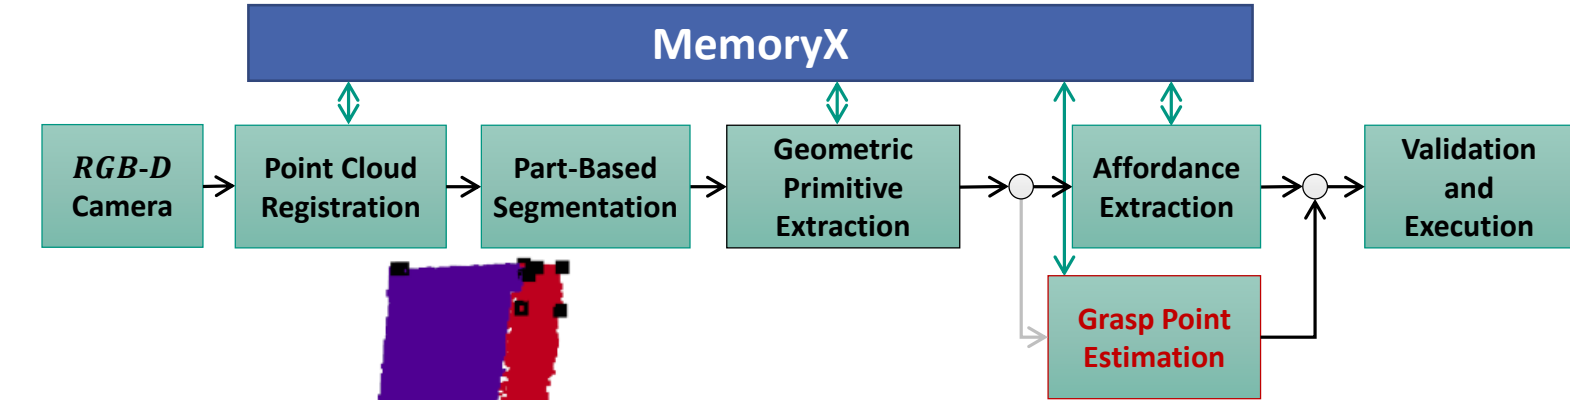 MemoryX
RGB-D
Camera
Point Cloud
Registration
Part-Based
Segmentation
Geometric
Primitive
Extraction
Affordance
Extraction
Validation
and
Execution
Grasp Point
Estimation